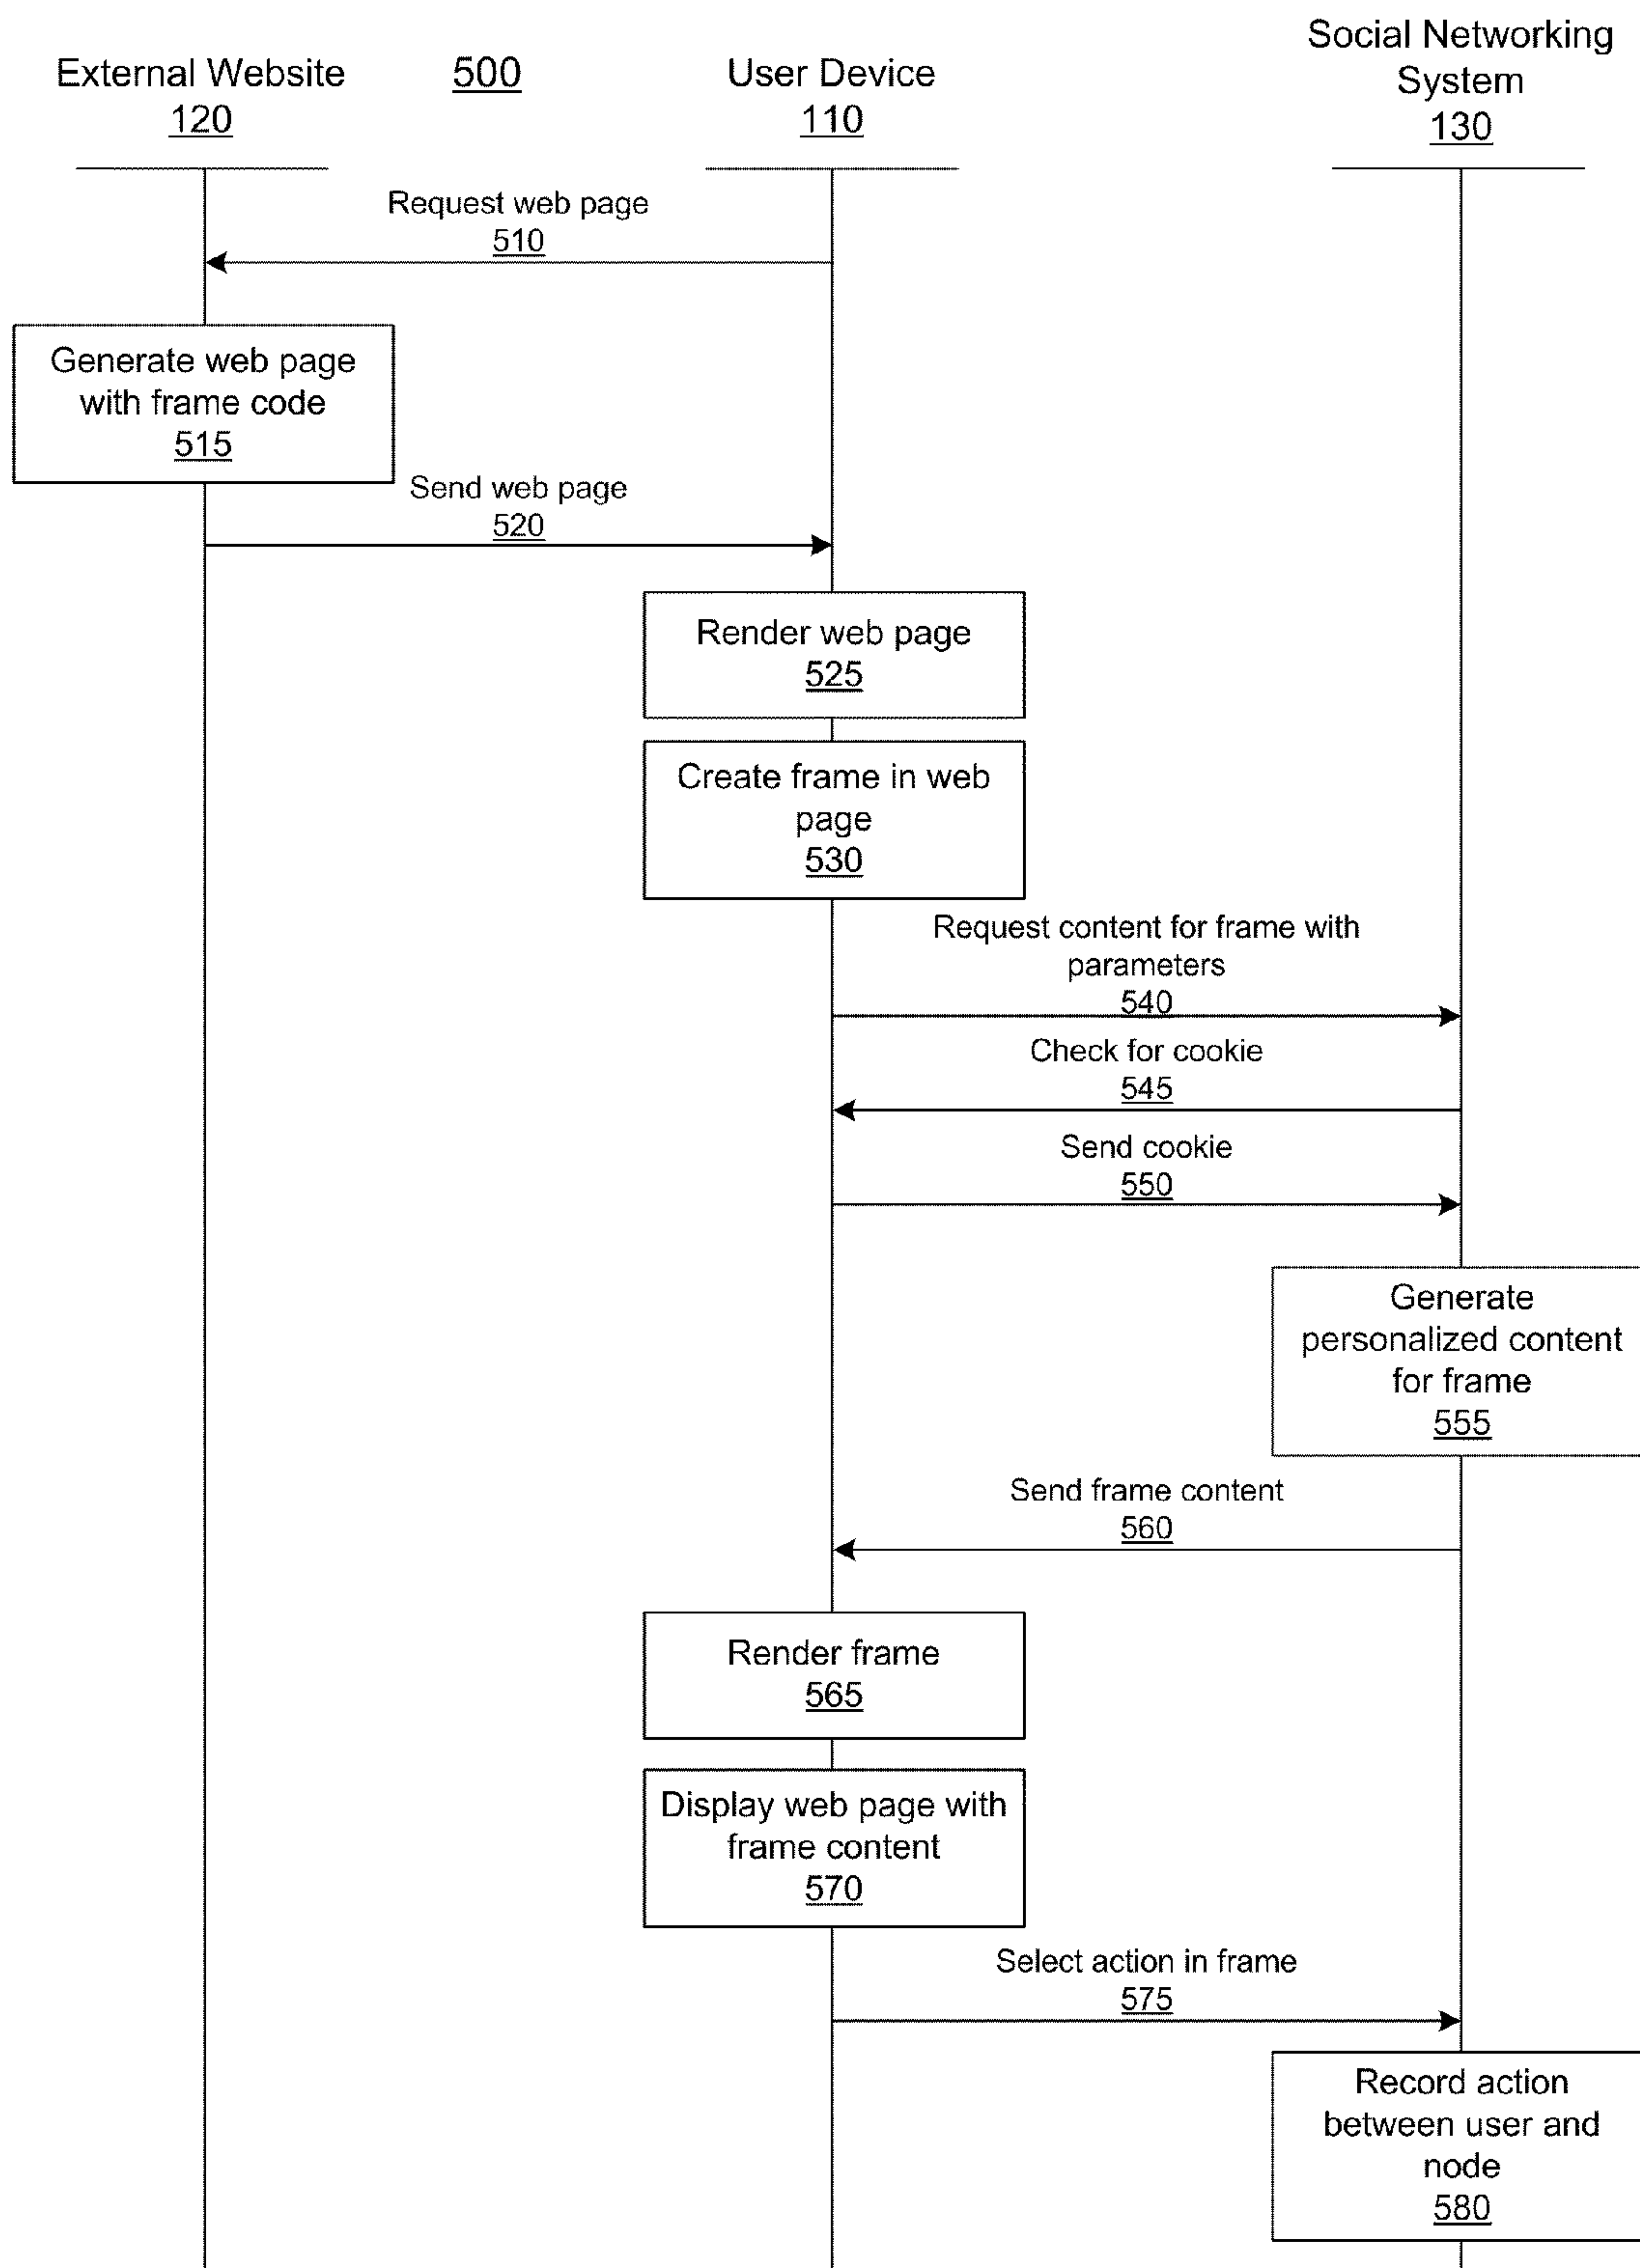 External Website
120
500
User Device
110
Social Networking
System
130
Request web page
510
Generate web page
with frame code
515
Send web page
520
Render web page
525
Create frame in web
page
530
Request content for frame with
parameters
540
Check for cookie
545
Send cookie
550
Generate
personalized content
for frame
555
Send frame content
560
Render frame
565
Display web page with
frame content
570
Select action in frame
575
Record action
between user and
node
580